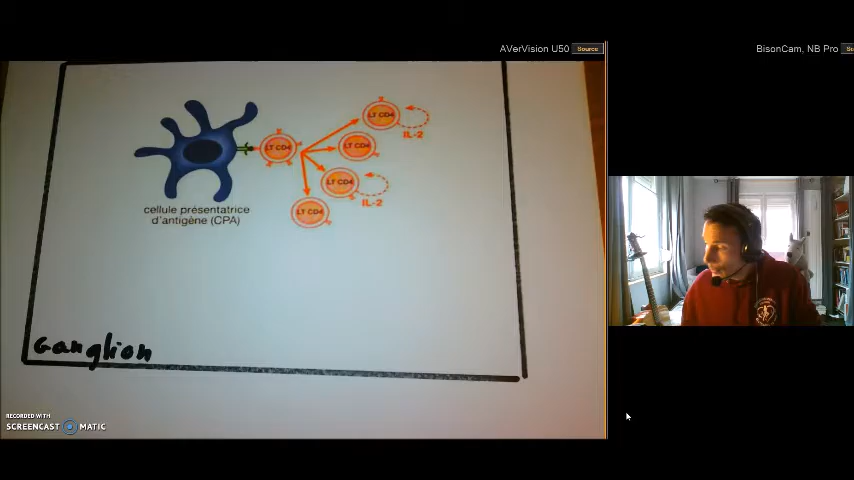 AVerVision U50
Source
BisonCam, NB Pro
LT CD4
IL-2
LT CD4
LT CD4
LT CD4
IL-2
LT CD4
cellule présentatrice
d'antigène (CPA)
Ganglion
RECORDED WITH
SCREENCAST MATIC